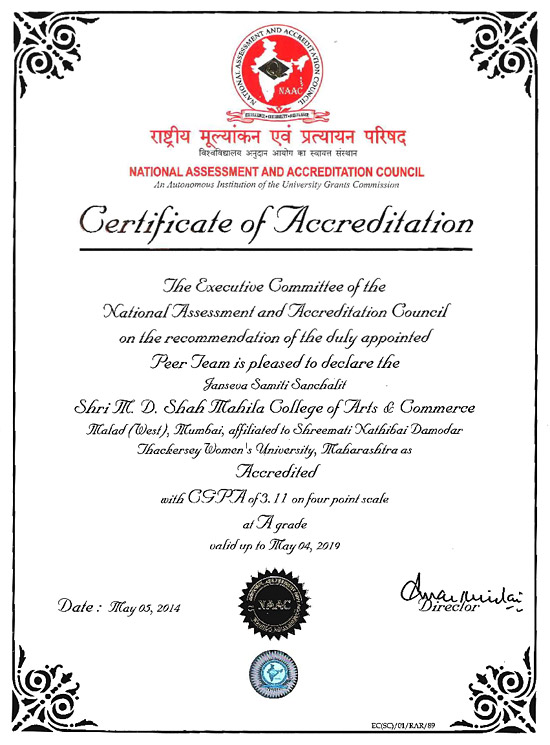 NATIONAL ASSESSMENT AND ACCREDITATION COUNCIL
NAAC
राष्ट्रीय मूल्यांकन एवं प्रत्यायन परिषद
विश्वविद्यालय अनुदान आयोग का स्वायत्त संस्थान
NATIONAL ASSESSMENT AND ACCREDITATION COUNCIL
An Autonomous Institution of the University Grants Commission
Certificate of Accreditation
The Executive Committee of the
National Assessment and Accreditation Council
on the recommendation of the duly appointed
Peer Team is pleased to declare the
Janseva Samiti Sanchalit
Shri M. D. Shah Mahila College of Arts & Commerce
Malad (West), Mumbai, affiliated to Shreemati Nathibai Damodar
Thackersey Women's University, Maharashtra as
Accredited
with CGPA of 3.11 on four point scale
at A grade
valid up to May 04, 2019
Date : May 05, 2014
NAAC
Director
EC(SC)/01/RAR/89